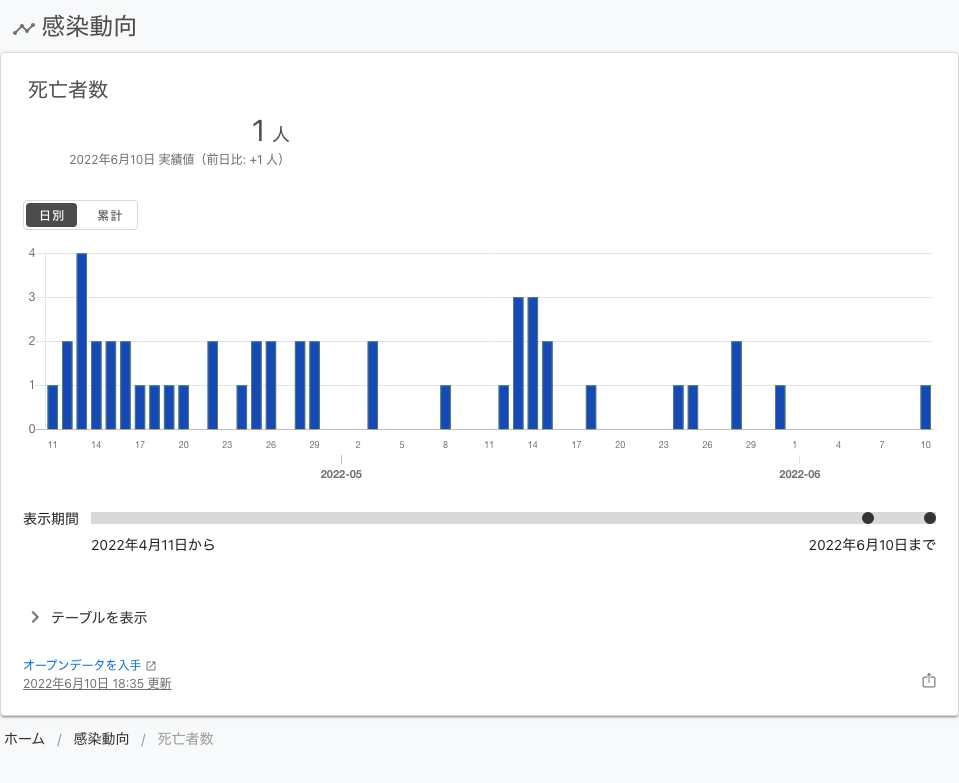 感染動向
死亡者数
1 人
2022年6月10日 実績値（前日比: +1 人）
日別 累計
4
3
2
1
0
11 14 17 20 23 26 29 2 5 8 11 14 17 20 23 26 29 1 4 7 10
2022-05 2022-06
表示期間
2022年4月11日から 2022年6月10日まで
テーブルを表示
オープンデータを入手
2022年6月10日 18:35 更新
ホーム / 感染動向 / 死亡者数